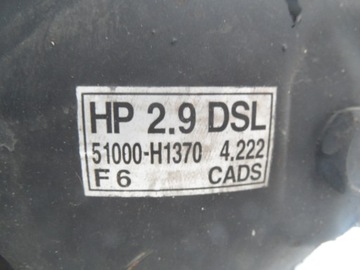 HP 2.9 DSL
51000-H1370 4.222
F 6 CADS